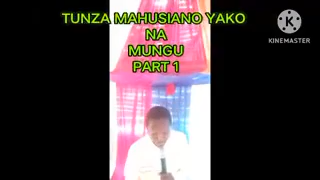 TUNZA MAHUSIANO YAKO
NA
MUNGU
PART 1
KINEMASTER